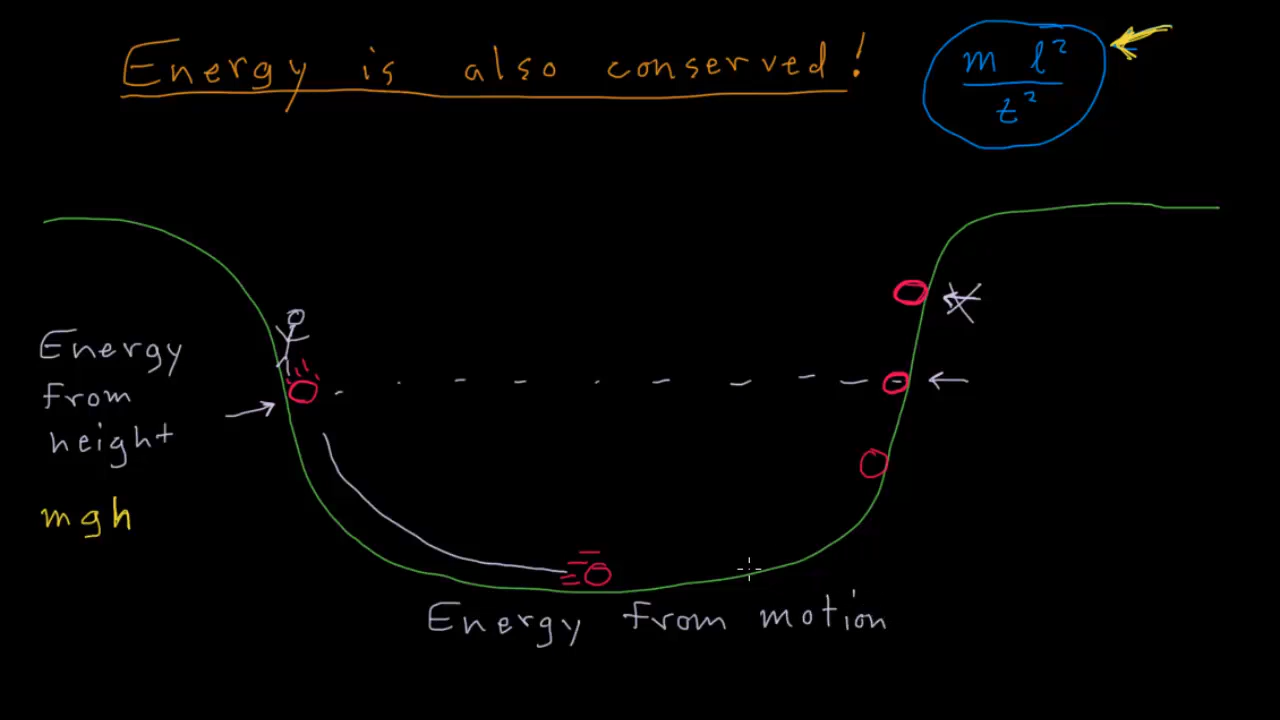 Energy is also conserved!
m l²
t²
Energy
from
height
mgh
Energy from motion